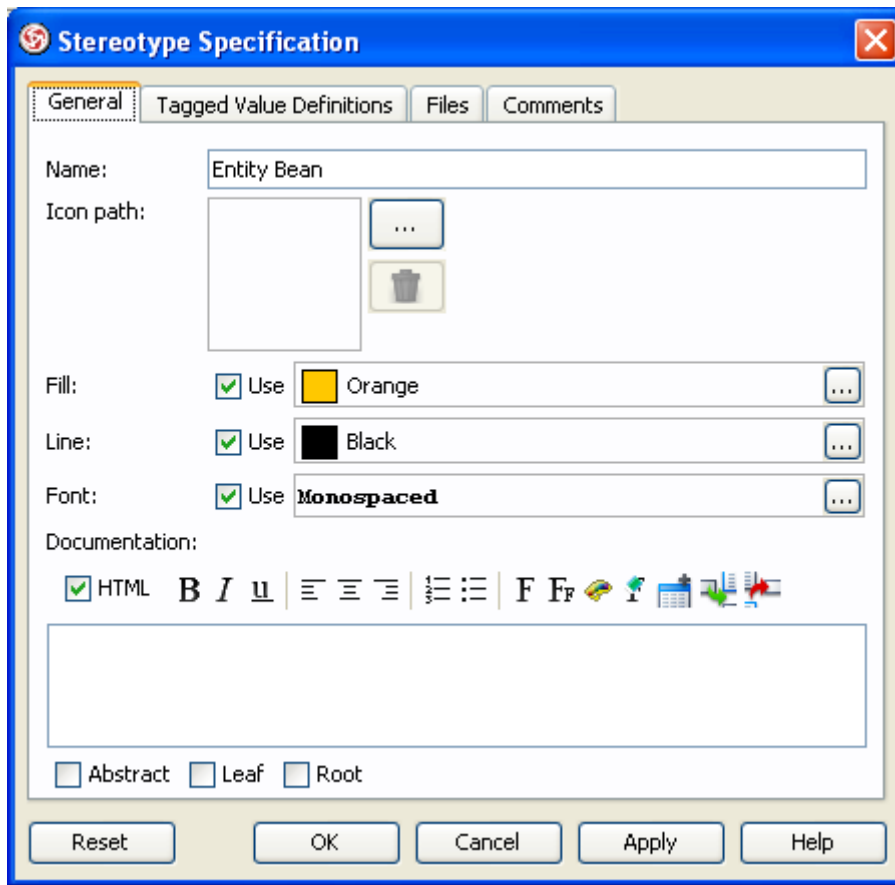 Stereotype Specification
General Tagged Value Definitions Files Comments
Name: Entity Bean
Icon path:
...
Fill: Use Orange ...
Line: Use Black ...
Font: Use Monospaced ...
Documentation:
HTML B I u F FF
Abstract Leaf Root
Reset OK Cancel Apply Help